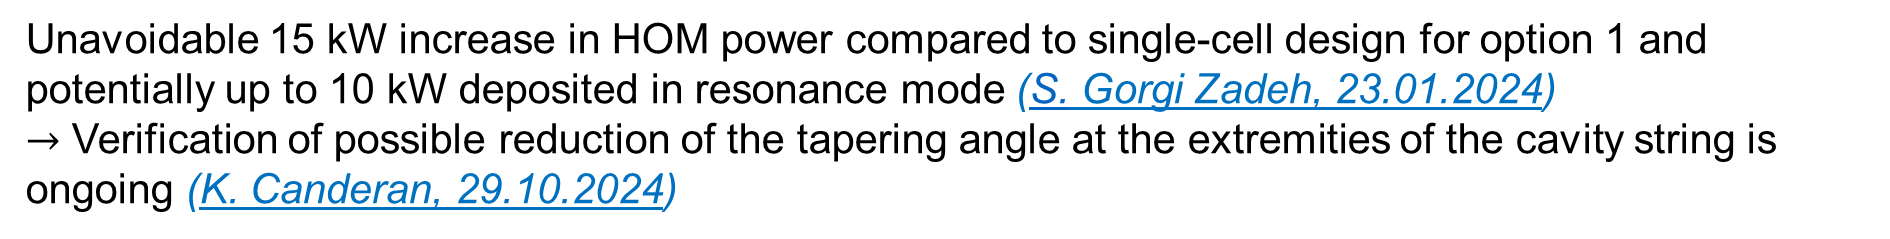 Unavoidable 15 kW increase in HOM power compared to single-cell design for option 1 and
potentially up to 10 kW deposited in resonance mode (S. Gorgi Zadeh, 23.01.2024)
→ Verification of possible reduction of the tapering angle at the extremities of the cavity string is
ongoing (K. Canderan, 29.10.2024)